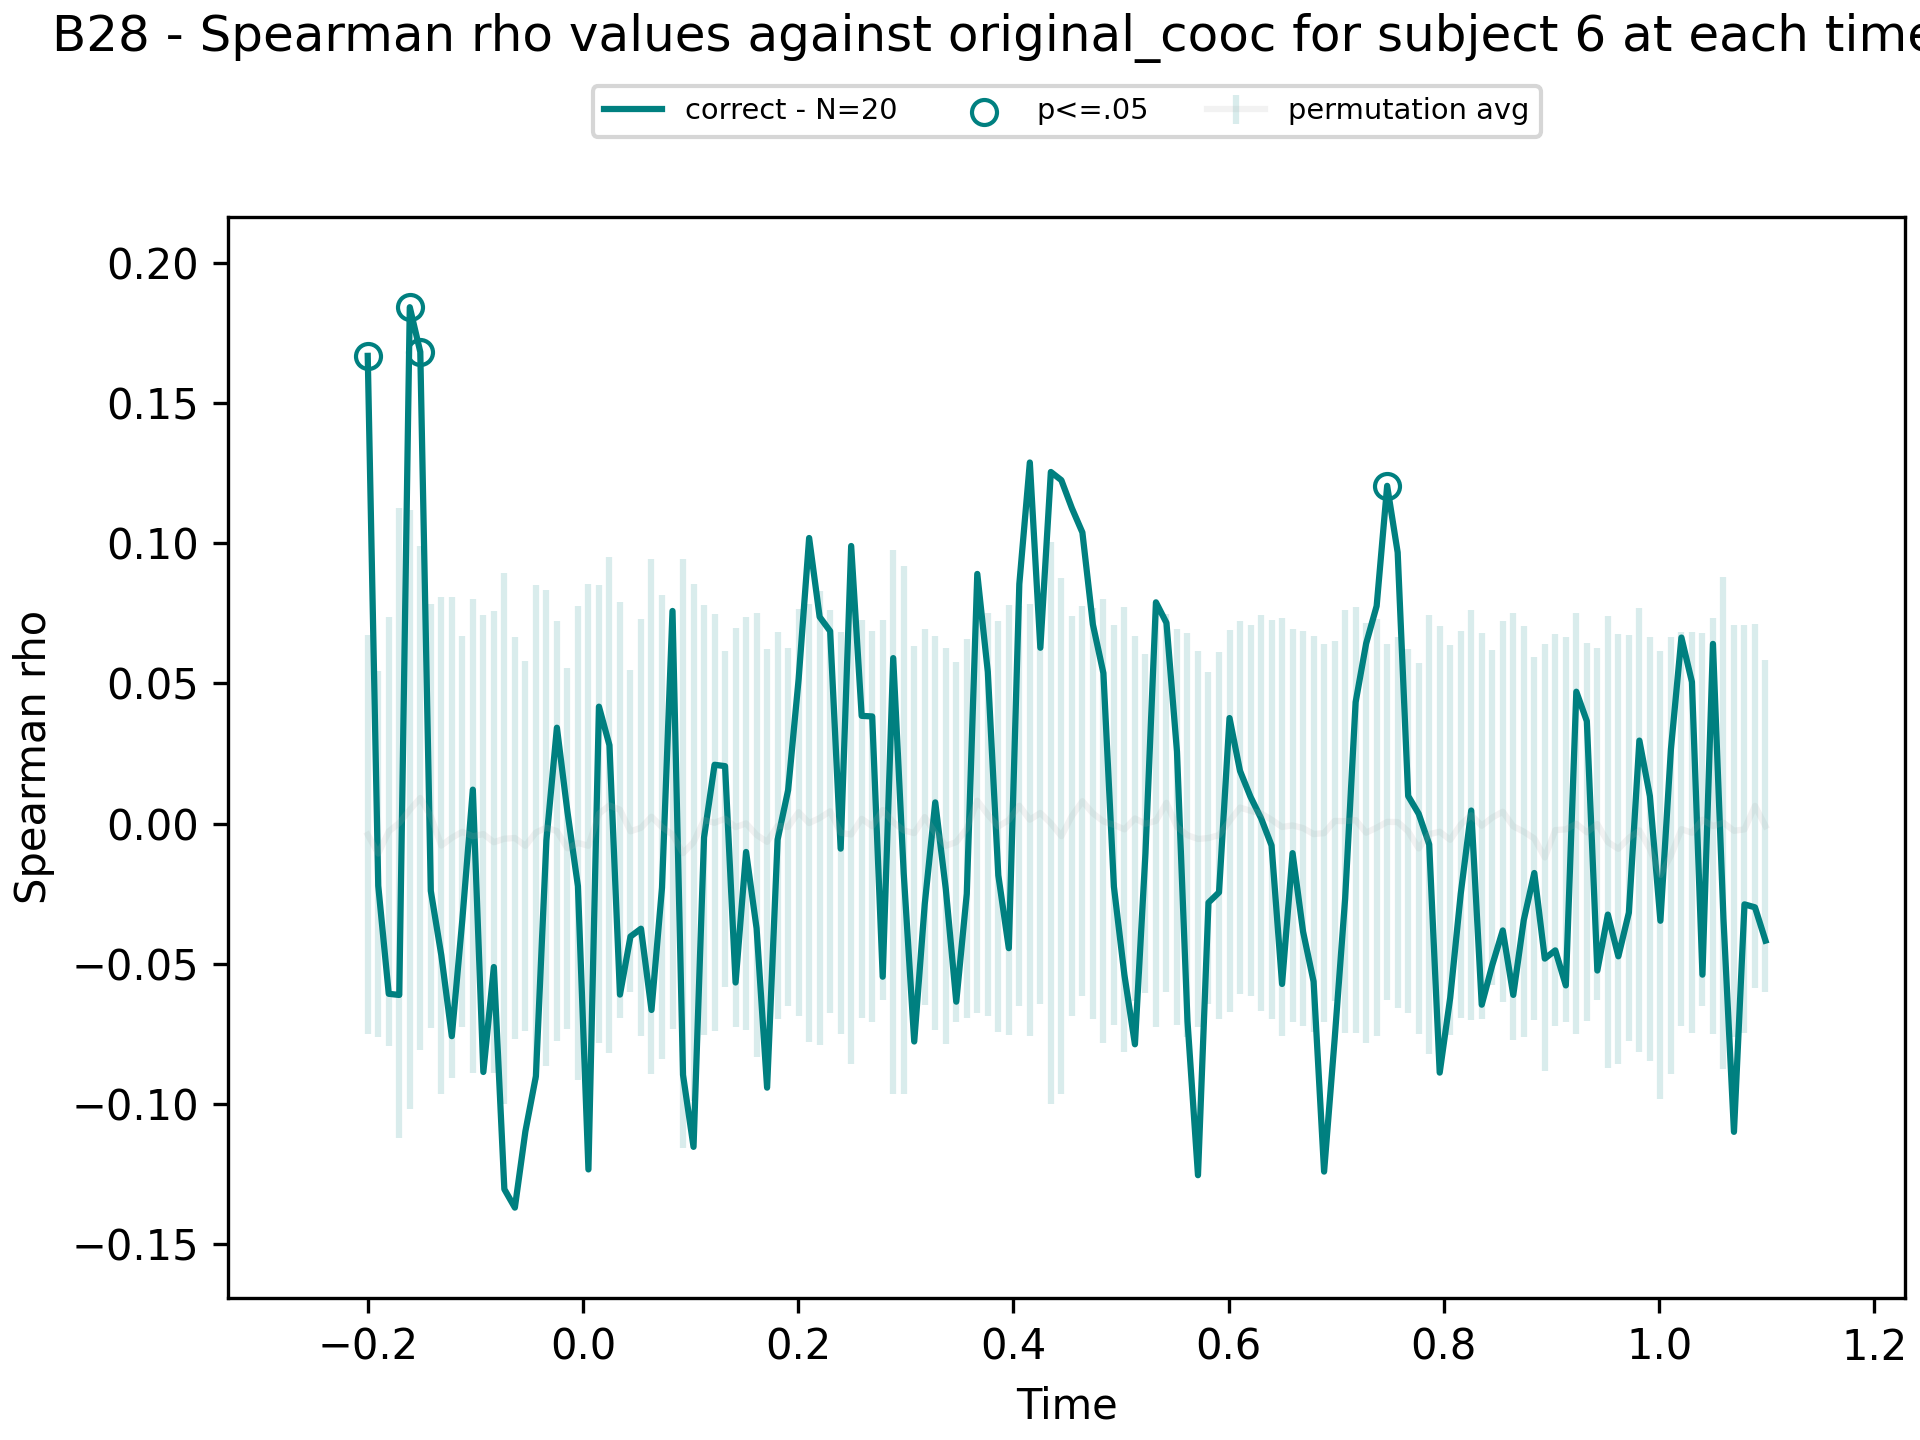 B28 - Spearman rho values against original_cooc for subject 6 at each time
correct - N=20
p<=.05
permutation avg
0.20
0.15
0.10
0.05
0.00
−0.05
−0.10
−0.15
Spearman rho
−0.2 0.0 0.2 0.4 0.6 0.8 1.0 1.2
Time